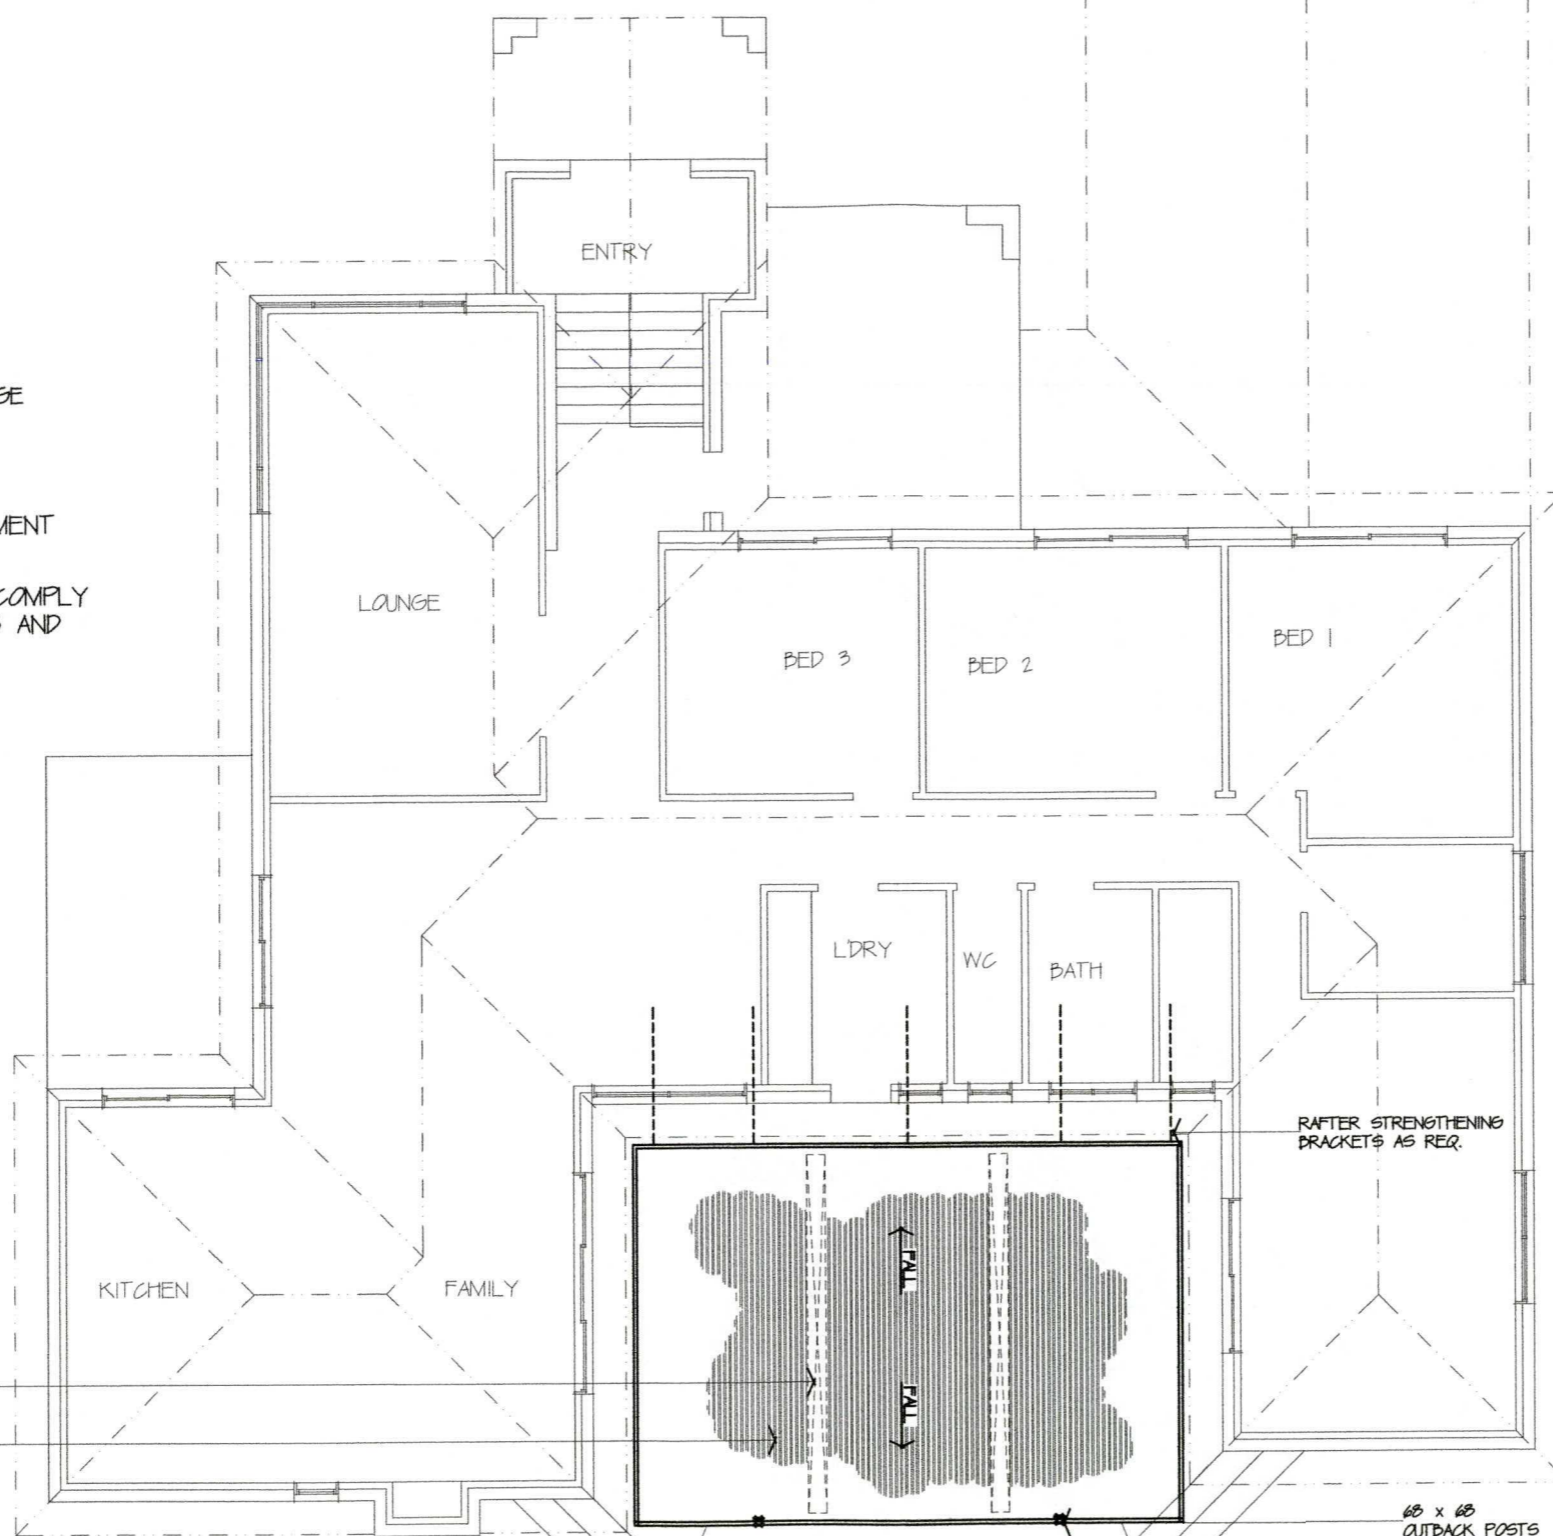 ENTRY
GE
MENT
COMPLY
AND
LOUNGE
BED 3
BED 2
BED 1
L'DRY
WC
BATH
RAFTER STRENGTHENING
BRACKETS AS REQ.
FALL
KITCHEN
FAMILY
FALL
68 x 68
OUTBACK POSTS